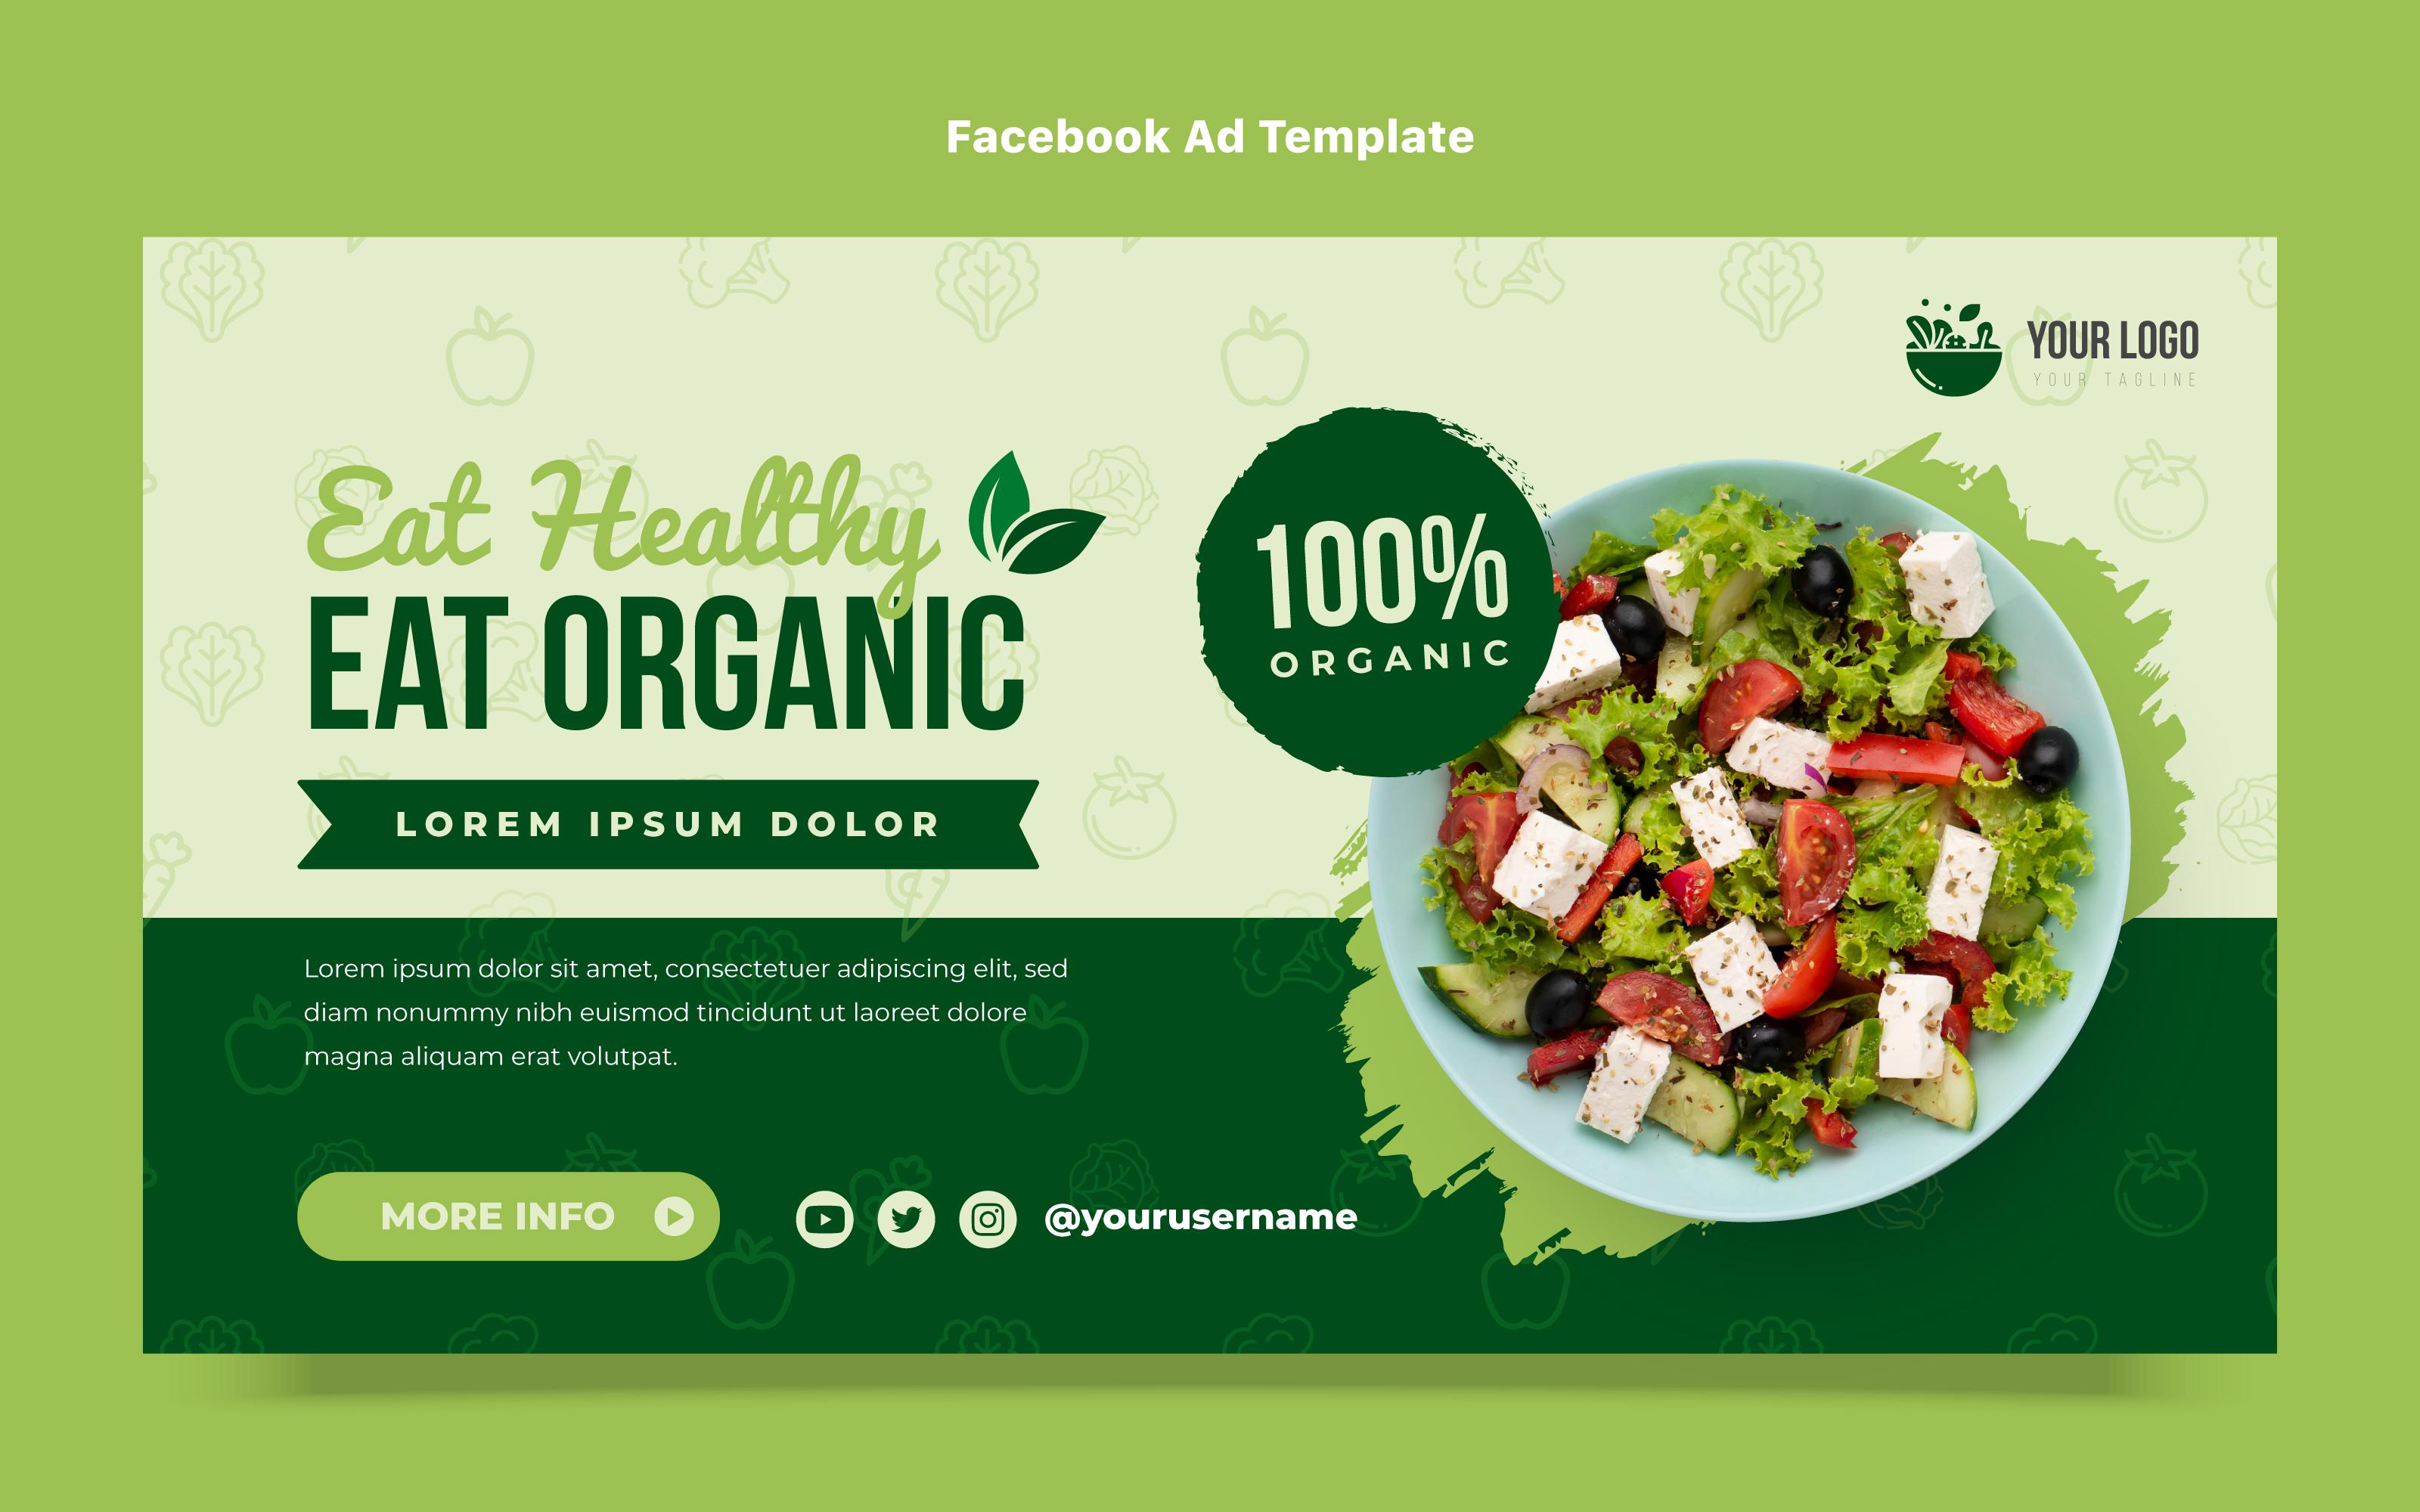 Facebook Ad Template
YOUR LOGO
YOUR TAGLINE
Eat Healthy
EAT ORGANIC
100%
ORGANIC
LOREM IPSUM DOLOR
Lorem ipsum dolor sit amet, consectetuer adipiscing elit, sed
diam nonummy nibh euismod tincidunt ut laoreet dolore
magna aliquam erat volutpat.
MORE INFO
@yourusername